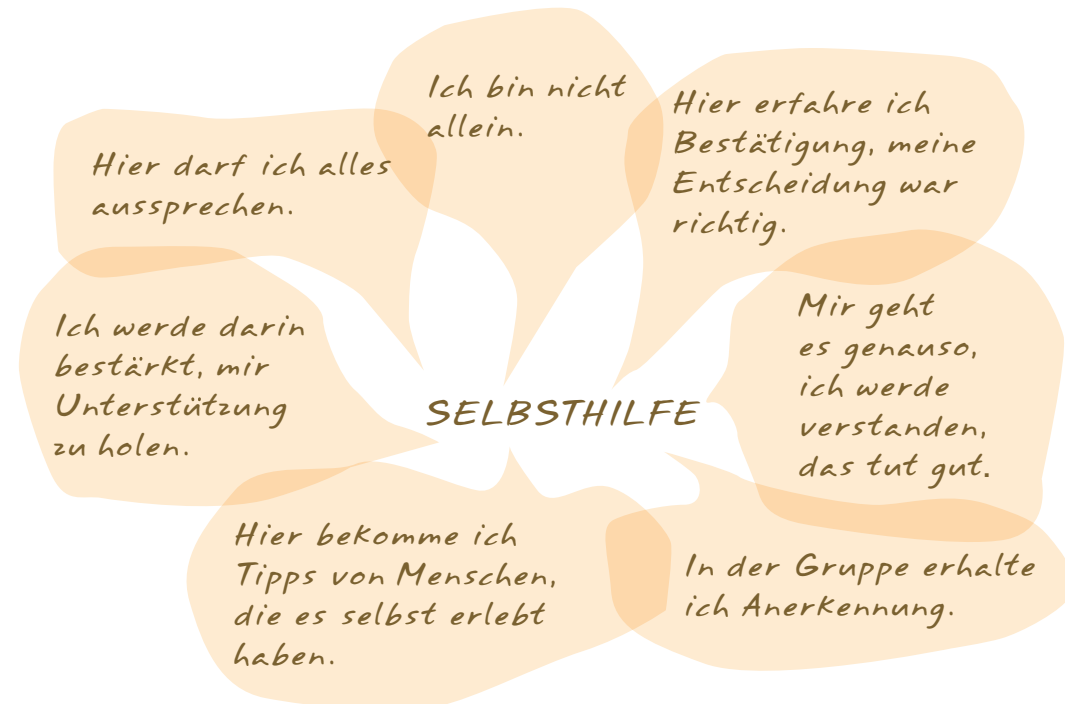 Ich bin nicht
allein.
Hier erfahre ich
Bestätigung, meine
Entscheidung war
richtig.
Hier darf ich alles
aussprechen.
Mir geht
es genauso,
ich werde
verstanden,
das tut gut.
Ich werde darin
bestärkt, mir
Unterstützung
zu holen.
SELBSTHILFE
Hier bekomme ich
Tipps von Menschen,
die es selbst erlebt
haben.
In der Gruppe erhalte
ich Anerkennung.